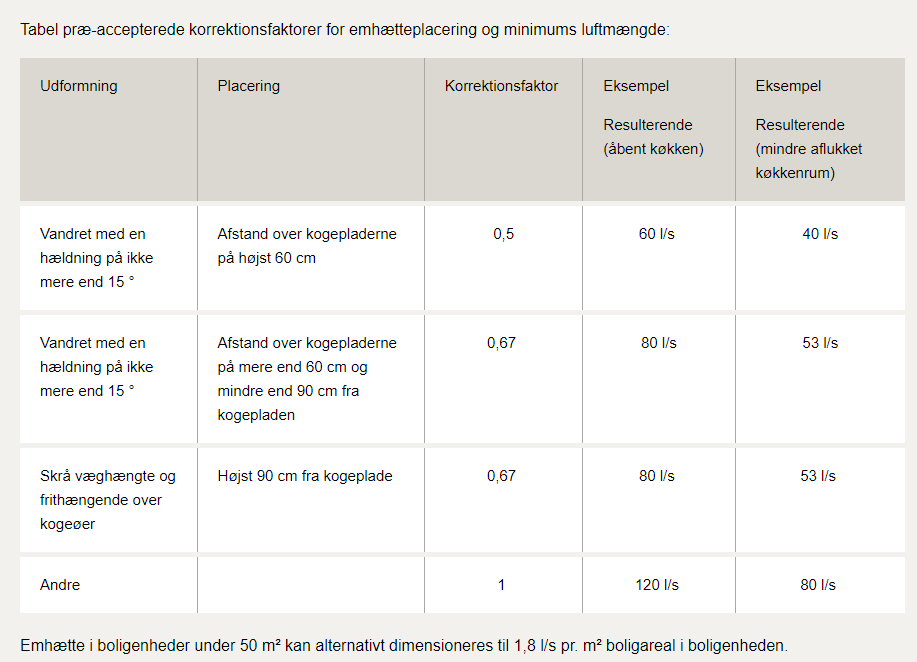 Tabel præ-accepterede korrektionsfaktorer for emhætteplacering og minimums luftmængde:
Udformning
Placering
Korrektionsfaktor
Eksempel
Resulterende
(åbent køkken)
Eksempel
Resulterende
(mindre aflukket
køkkenrum)
Vandret med en
hældning på ikke
mere end 15 °
Afstand over kogepladerne
på højst 60 cm
0,5
60 l/s
40 l/s
Vandret med en
hældning på ikke
mere end 15 °
Afstand over kogepladerne
på mere end 60 cm og
mindre end 90 cm fra
kogepladen
0,67
80 l/s
53 l/s
Skrå væghængte og
frithængende over
kogeøer
Højst 90 cm fra kogeplade
0,67
80 l/s
53 l/s
Andre
1
120 l/s
80 l/s
Emhætte i boligenheder under 50 m² kan alternativt dimensioneres til 1,8 l/s pr. m² boligareal i boligenheden.